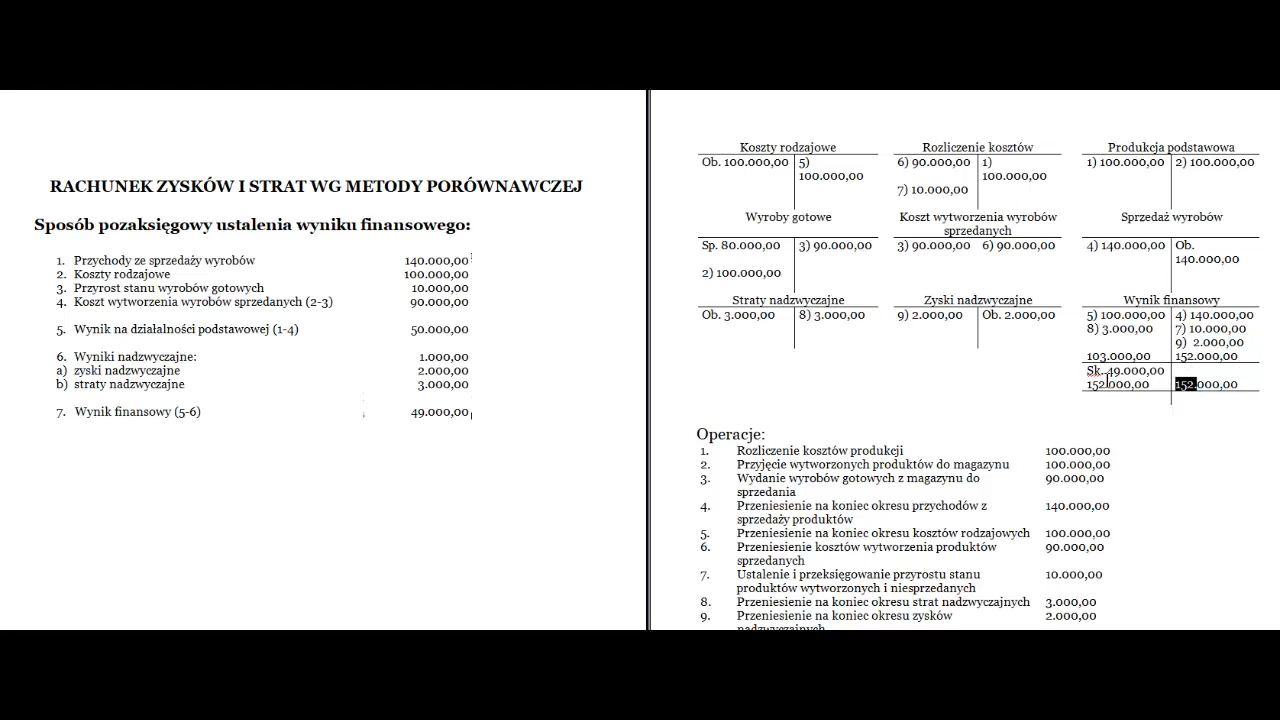 RACHUNEK ZYSKÓW I STRAT WG METODY PORÓWNAWCZEJ
Sposób pozaksięgowy ustalenia wyniku finansowego:
1. Przychody ze sprzedaży wyrobów 140.000,00
2. Koszty rodzajowe 100.000,00
3. Przyrost stanu wyrobów gotowych 10.000,00
4. Koszt wytworzenia wyrobów sprzedanych (2-3) 90.000,00
5. Wynik na działalności podstawowej (1-4) 50.000,00
6. Wyniki nadzwyczajne: 1.000,00
a) zyski nadzwyczajne 2.000,00
b) straty nadzwyczajne 3.000,00
7. Wynik finansowy (5-6) 49.000,00
Koszty rodzajowe Rozliczenie kosztów Produkcja podstawowa
Ob. 100.000,00 5) 6) 90.000,00 1) 1) 100.000,00 2) 100.000,00
100.000,00 100.000,00
7) 10.000,00
Wyroby gotowe Koszt wytworzenia wyrobów Sprzedaż wyrobów
sprzedanych
Sp. 80.000,00 3) 90.000,00 3) 90.000,00 6) 90.000,00 4) 140.000,00 Ob.
140.000,00
2) 100.000,00
Straty nadzwyczajne Zyski nadzwyczajne Wynik finansowy
Ob. 3.000,00 8) 3.000,00 9) 2.000,00 Ob. 2.000,00 5) 100.000,00 4) 140.000,00
8) 3.000,00 7) 10.000,00
9) 2.000,00
103.000,00 152.000,00
Sk. 49.000,00
152.000,00 152.000,00
Operacje:
1. Rozliczenie kosztów produkcji 100.000,00
2. Przyjęcie wytworzonych produktów do magazynu 100.000,00
3. Wydanie wyrobów gotowych z magazynu do 90.000,00
sprzedania
4. Przeniesienie na koniec okresu przychodów z 140.000,00
sprzedaży produktów
5. Przeniesienie na koniec okresu kosztów rodzajowych 100.000,00
6. Przeniesienie kosztów wytworzenia produktów 90.000,00
sprzedanych
7. Ustalenie i przeksięgowanie przyrostu stanu 10.000,00
produktów wytworzonych i niesprzedanych
8. Przeniesienie na koniec okresu strat nadzwyczajnych 3.000,00
9. Przeniesienie na koniec okresu zysków 2.000,00
nadzwyczajnych